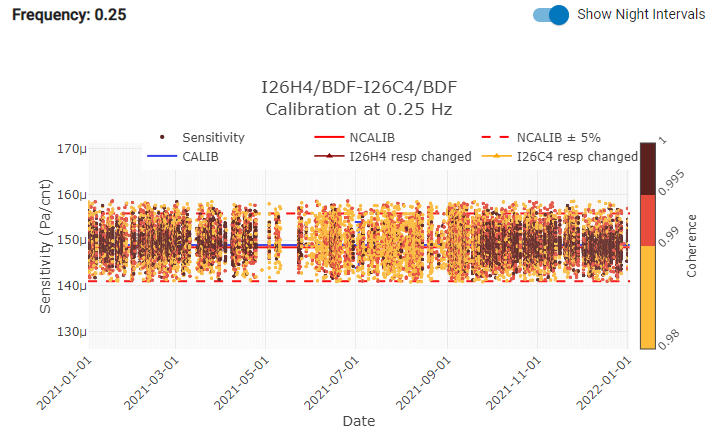 Frequency: 0.25
Show Night Intervals
I26H4/BDF-I26C4/BDF
Calibration at 0.25 Hz
Sensitivity
NCALIB
NCALIB ± 5%
CALIB
I26H4 resp changed
I26C4 resp changed
170µ
160µ
150µ
140µ
130µ
Sensitivity (Pa/cnt)
2021-01-01
2021-03-01
2021-05-01
2021-07-01
2021-09-01
2021-11-01
2022-01-01
Date
1
0.995
0.99
0.98
Coherence